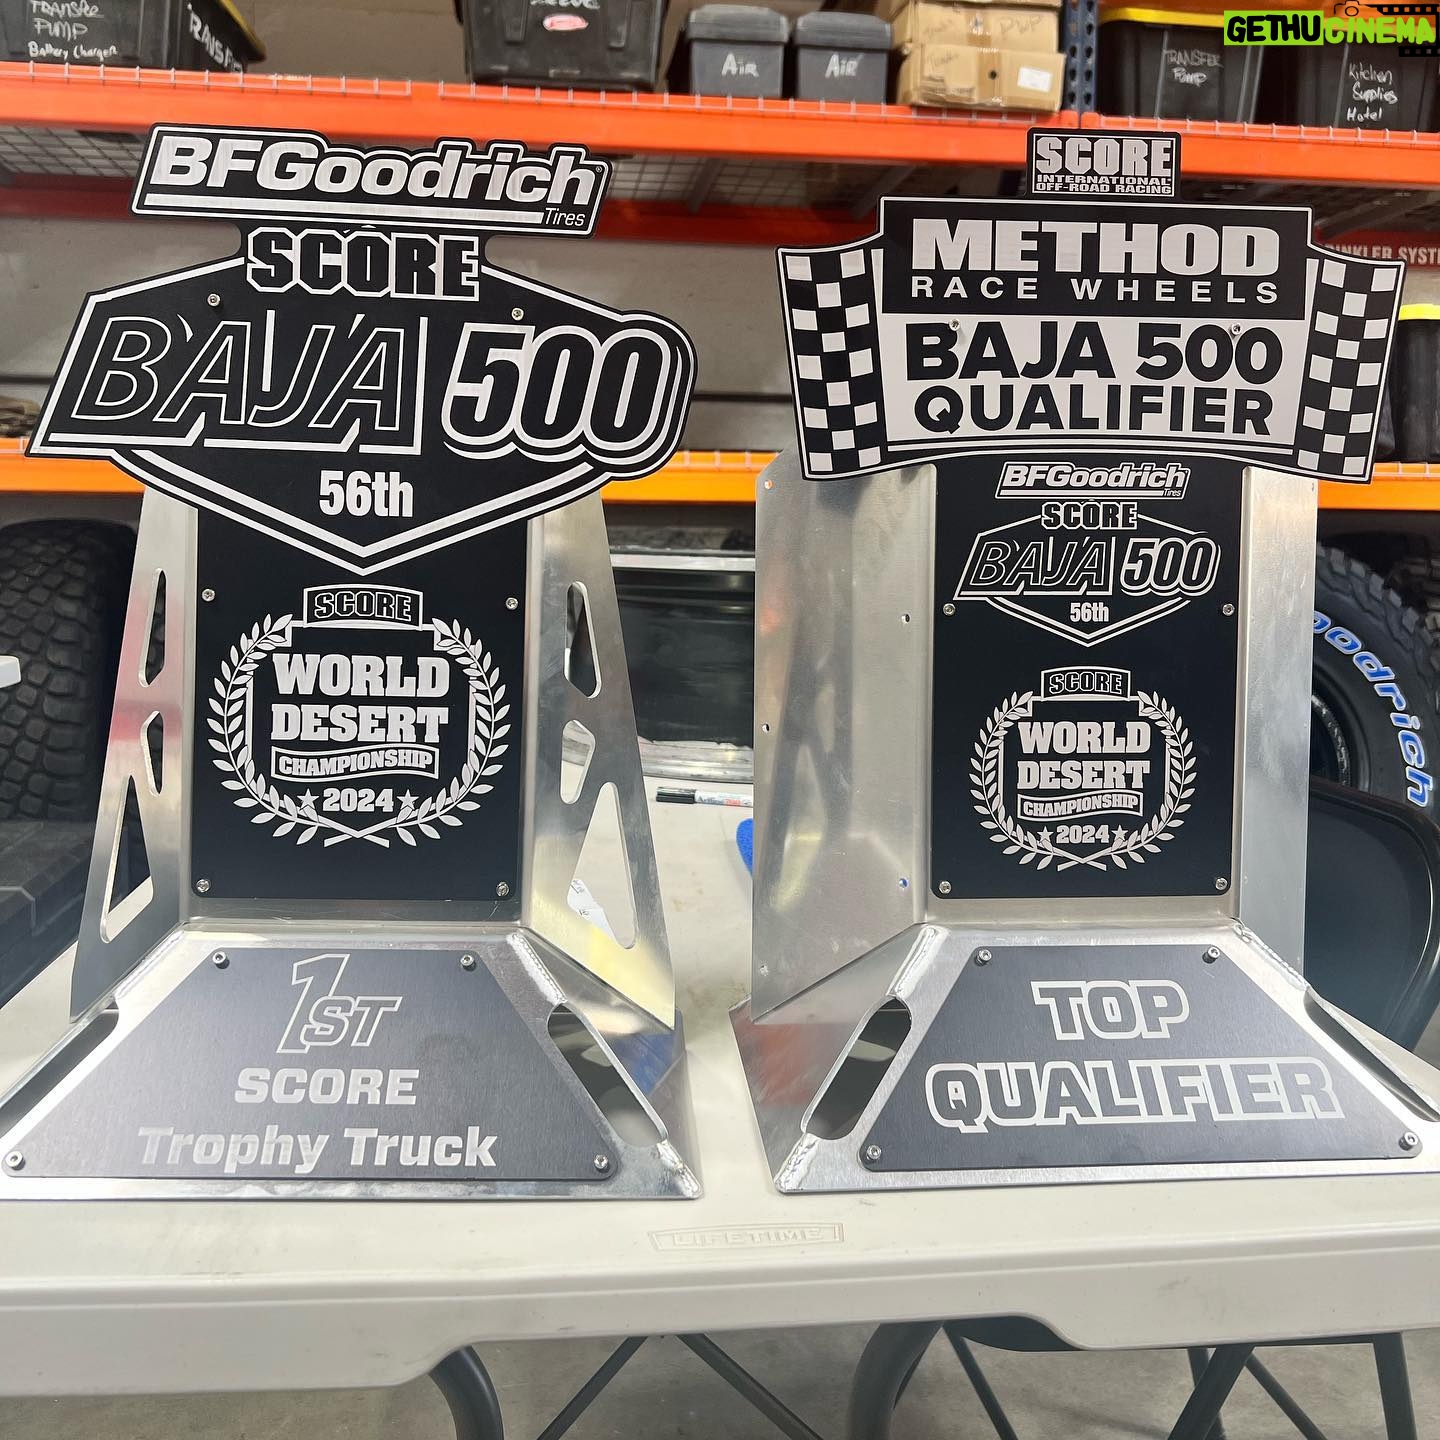 TRANSFER
PUMP
Battery Charger
AIR
AIR
TRANSFER
Pump
Kitchen
Supplies
Hotel
GETHUCINEMA
BFGoodrich
Tires
SCORE
BAJA 500
56th
SCORE
WORLD
DESERT
CHAMPIONSHIP
2024
1ST
SCORE
Trophy Truck
SCORE
INTERNATIONAL
OFF-ROAD RACING
METHOD
RACE WHEELS
BAJA 500
QUALIFIER
BFGoodrich
Tires
SCORE
BAJA 500
56th
SCORE
WORLD
DESERT
CHAMPIONSHIP
2024
TOP
QUALIFIER
oodrich
LIFETIME